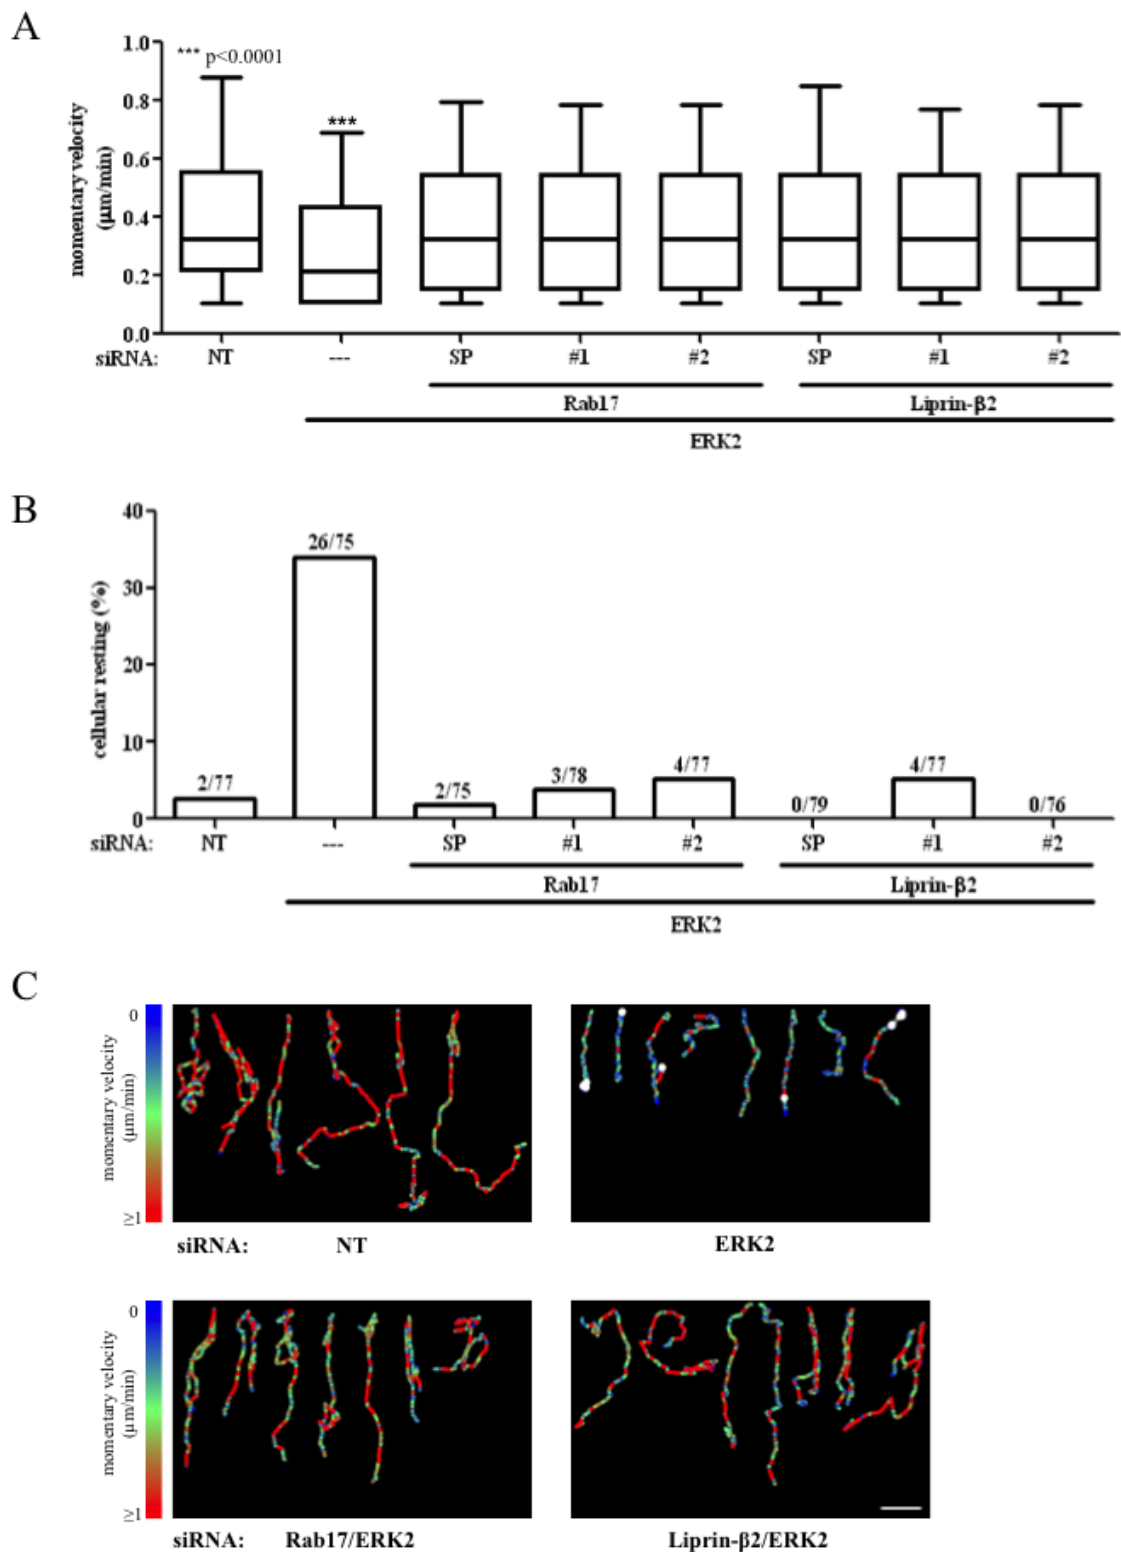 A
1.0
*** p<0.0001
0.8
***
0.6
0.4
0.2
0.0
momentary velocity
(μm/min)
siRNA: NT --- SP #1 #2 SP #1 #2
Rab17 Liprin-β2
ERK2
B
40
30
20
10
0
cellular resting (%)
2/77 26/75 2/75 3/78 4/77 0/79 4/77 0/76
siRNA: NT --- SP #1 #2 SP #1 #2
Rab17 Liprin-β2
ERK2
C
0
momentary velocity
(μm/min)
≥1
siRNA: NT ERK2
0
momentary velocity
(μm/min)
≥1
siRNA: Rab17/ERK2 Liprin-β2/ERK2